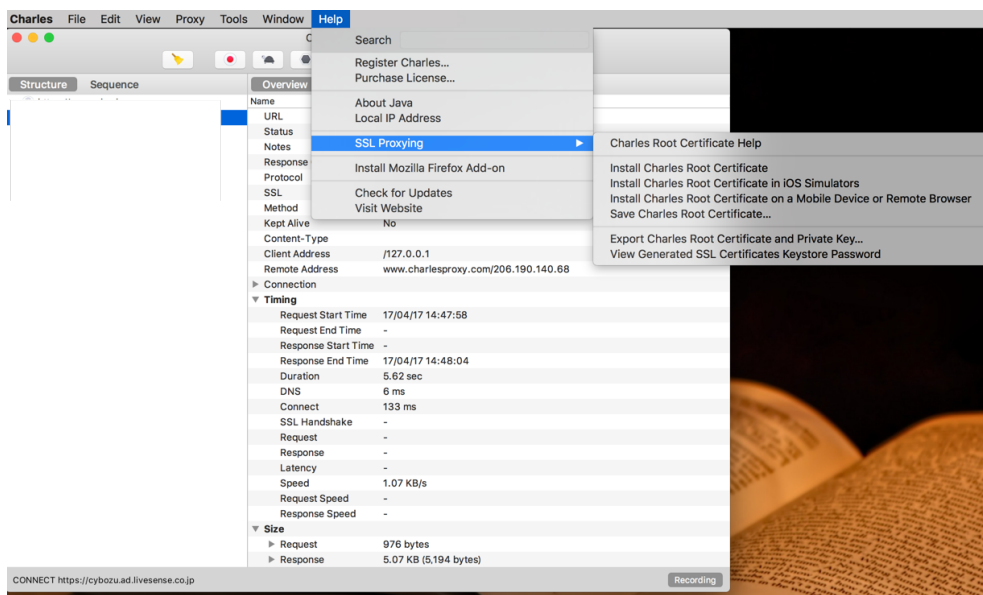 Charles File Edit View Proxy Tools Window Help
Search
Register Charles...
Purchase License...
About Java
Local IP Address
SSL Proxying
Install Mozilla Firefox Add-on
Check for Updates
Visit Website
Charles Root Certificate Help
Install Charles Root Certificate
Install Charles Root Certificate in iOS Simulators
Install Charles Root Certificate on a Mobile Device or Remote Browser
Save Charles Root Certificate...
Export Charles Root Certificate and Private Key...
View Generated SSL Certificates Keystore Password
Structure Sequence
Overview
Name
URL
Status
Notes
Response
Protocol
SSL
Method
Kept Alive No
Content-Type
Client Address /127.0.0.1
Remote Address www.charlesproxy.com/206.190.140.68
Connection
Timing
Request Start Time 17/04/17 14:47:58
Request End Time -
Response Start Time -
Response End Time 17/04/17 14:48:04
Duration 5.62 sec
DNS 6 ms
Connect 133 ms
SSL Handshake -
Request -
Response -
Latency -
Speed 1.07 KB/s
Request Speed -
Response Speed -
Size
Request 976 bytes
Response 5.07 KB (5,194 bytes)
CONNECT https://cybozu.ad.livesense.co.jp
Recording